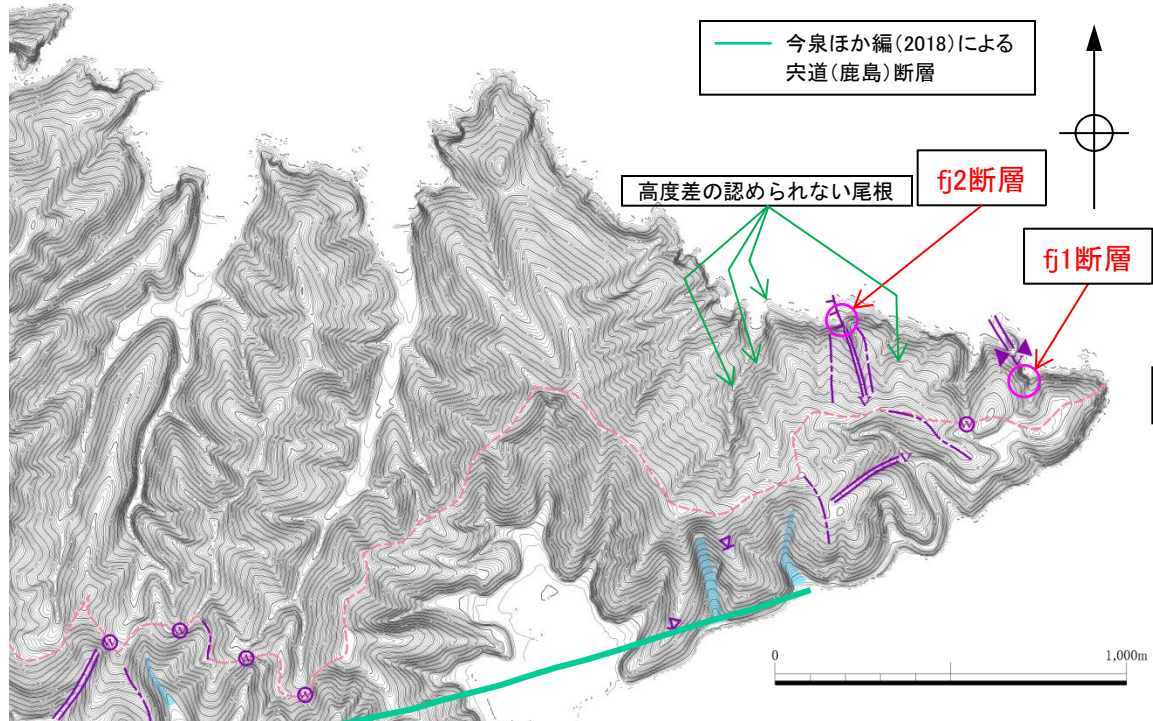 今泉ほか編(2018)による
宍道(鹿島)断層
高度差の認められない尾根
fj2断層
fj1断層
0
1,000m